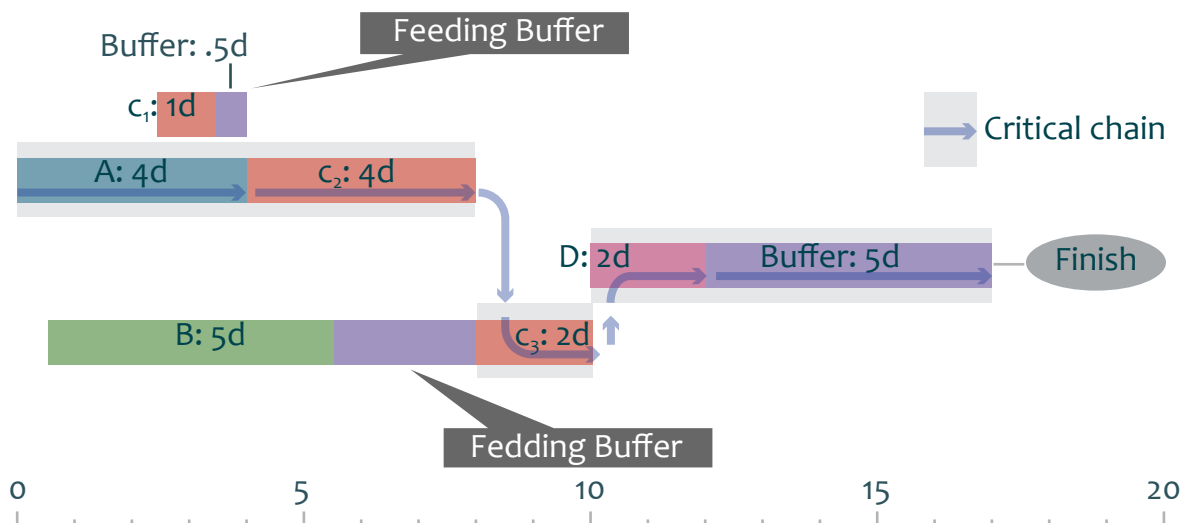 Feeding Buffer
Buffer: .5d
c₁: 1d
Critical chain
A: 4d
c₂: 4d
D: 2d
Buffer: 5d
Finish
B: 5d
c₃: 2d
Fedding Buffer
0
5
10
15
20